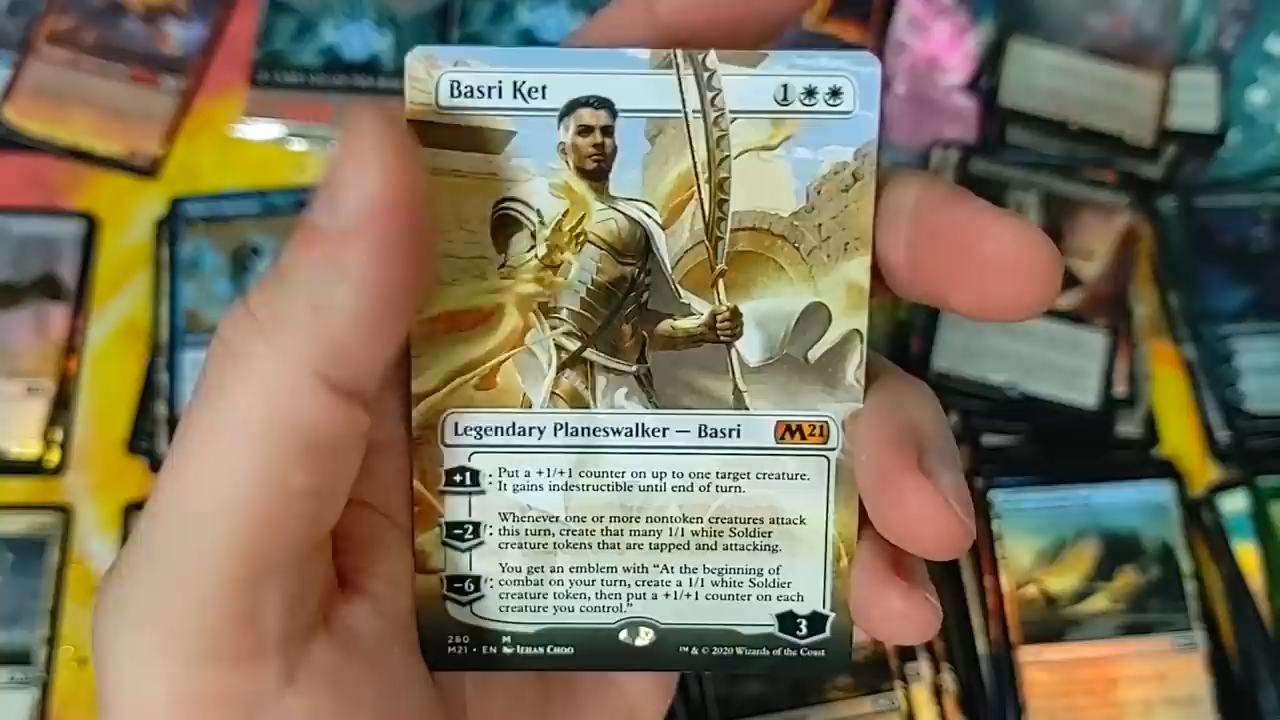 Basri Ket 1
Legendary Planeswalker — Basri M21
+1: Put a +1/+1 counter on up to one target creature.
It gains indestructible until end of turn.
Whenever one or more nontoken creatures attack
−2: this turn, create that many 1/1 white Soldier
creature tokens that are tapped and attacking.
You get an emblem with “At the beginning of
−6: combat on your turn, create a 1/1 white Soldier
creature token, then put a +1/+1 counter on each
creature you control.”
3
280 M
M21 • EN Iehan Choo ™ & © 2020 Wizards of the Coast